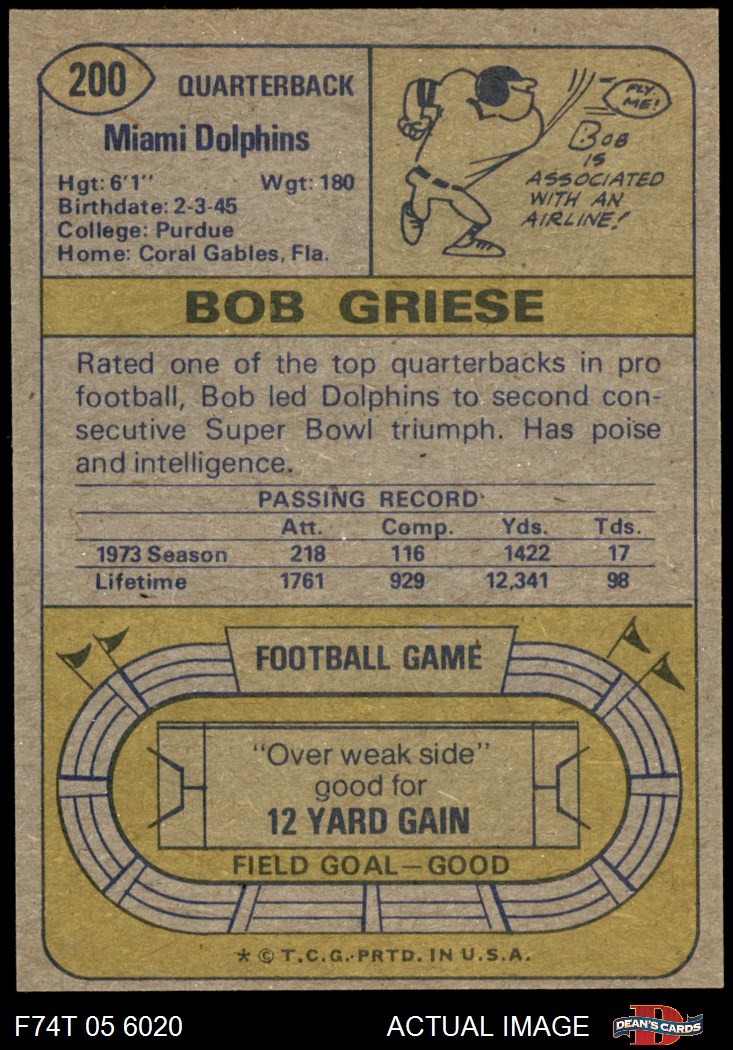 200
QUARTERBACK
Miami Dolphins
Hgt: 6'1" Wgt: 180
Birthdate: 2-3-45
College: Purdue
Home: Coral Gables, Fla.
FLY
ME!
BOB
IS
ASSOCIATED
WITH AN
AIRLINE!
BOB GRIESE
Rated one of the top quarterbacks in pro
football, Bob led Dolphins to second con-
secutive Super Bowl triumph. Has poise
and intelligence.
PASSING RECORD
Att. Comp. Yds. Tds.
1973 Season 218 116 1422 17
Lifetime 1761 929 12,341 98
FOOTBALL GAME
"Over weak side"
good for
12 YARD GAIN
FIELD GOAL—GOOD
* © T.C.G. PRTD. IN U.S.A.
F74T 05 6020 ACTUAL IMAGE D DEAN'S CARDS